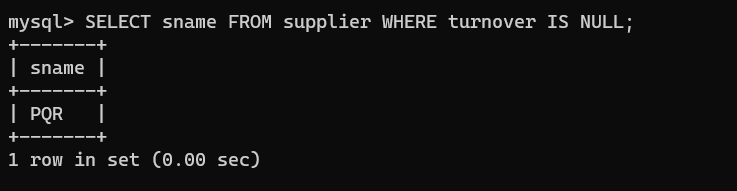 mysql> SELECT sname FROM supplier WHERE turnover IS NULL;
+-------+
| sname |
+-------+
| PQR   |
+-------+
1 row in set (0.00 sec)